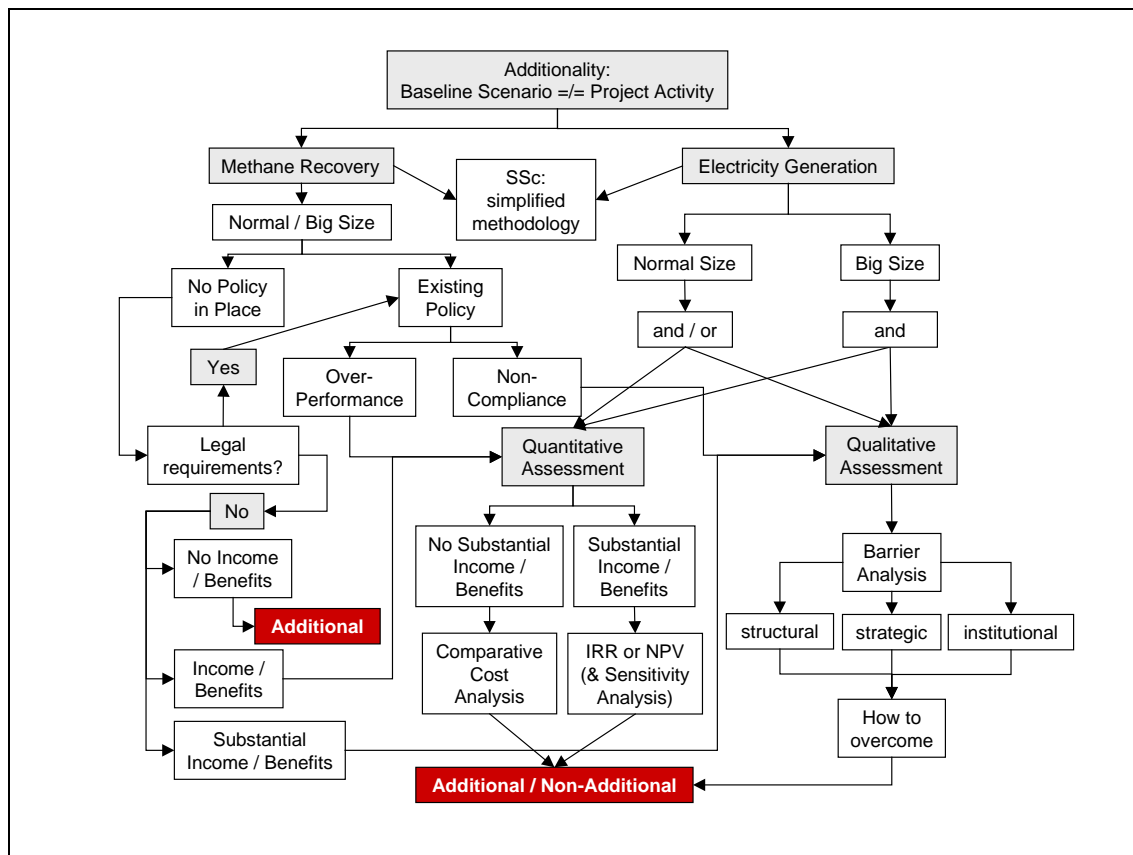 Additionality:
Baseline Scenario =/= Project Activity
Methane Recovery
SSc:
simplified
methodology
Electricity Generation
Normal / Big Size
Normal Size
Big Size
No Policy
in Place
Existing
Policy
and / or
and
Yes
Over-
Performance
Non-
Compliance
Legal
requirements?
Quantitative
Assessment
Qualitative
Assessment
No
No Income
/ Benefits
No Substantial
Income /
Benefits
Substantial
Income /
Benefits
Barrier
Analysis
Additional
structural
strategic
institutional
Income /
Benefits
Comparative
Cost
Analysis
IRR or NPV
(& Sensitivity
Analysis)
How to
overcome
Substantial
Income / Benefits
Additional / Non-Additional